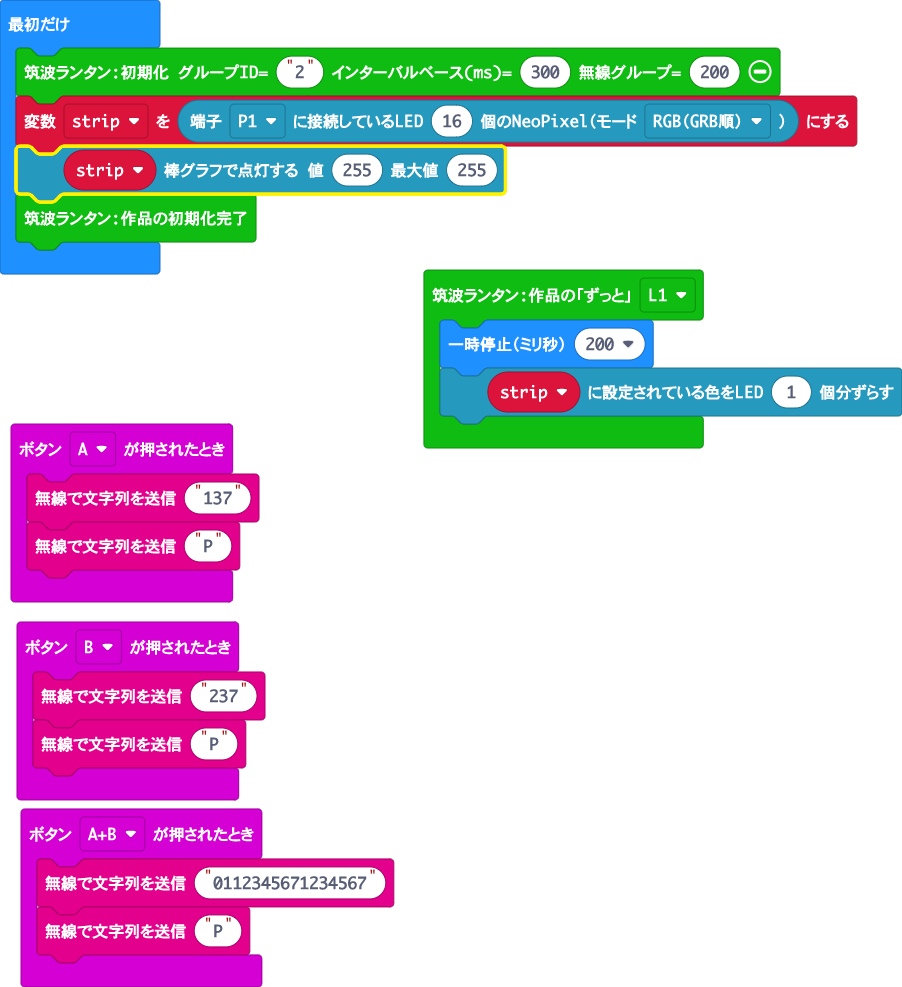 最初だけ
筑波ランタン:初期化 グループID= "2" インターバルベース(ms)= 300 無線グループ= 200
変数 strip を 端子 P1 に接続しているLED 16 個のNeoPixel(モード RGB(GRB順) ) にする
strip 棒グラフで点灯する 値 255 最大値 255
筑波ランタン:作品の初期化完了
筑波ランタン:作品の「ずっと」 L1
一時停止(ミリ秒) 200
strip に設定されている色をLED 1 個分ずらす
ボタン A が押されたとき
無線で文字列を送信 "137"
無線で文字列を送信 "P"
ボタン B が押されたとき
無線で文字列を送信 "237"
無線で文字列を送信 "P"
ボタン A+B が押されたとき
無線で文字列を送信 "0112345671234567"
無線で文字列を送信 "P"